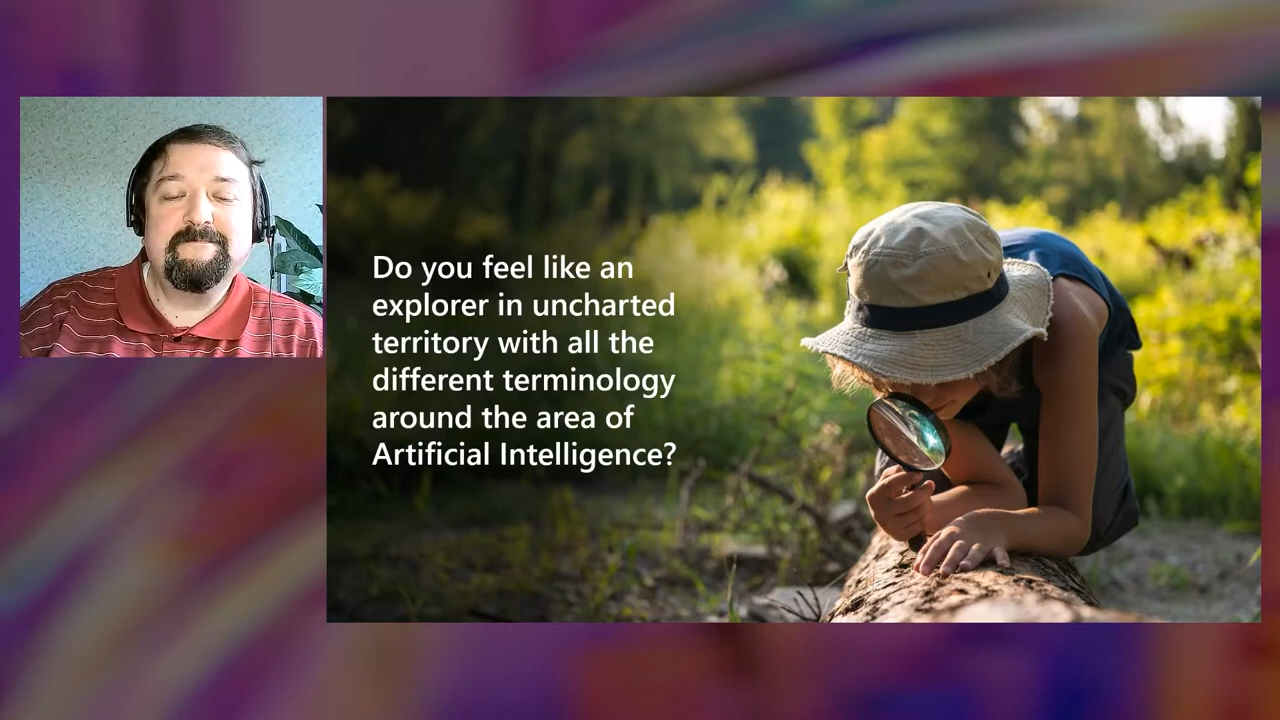 Do you feel like an
explorer in uncharted
territory with all the
different terminology
around the area of
Artificial Intelligence?